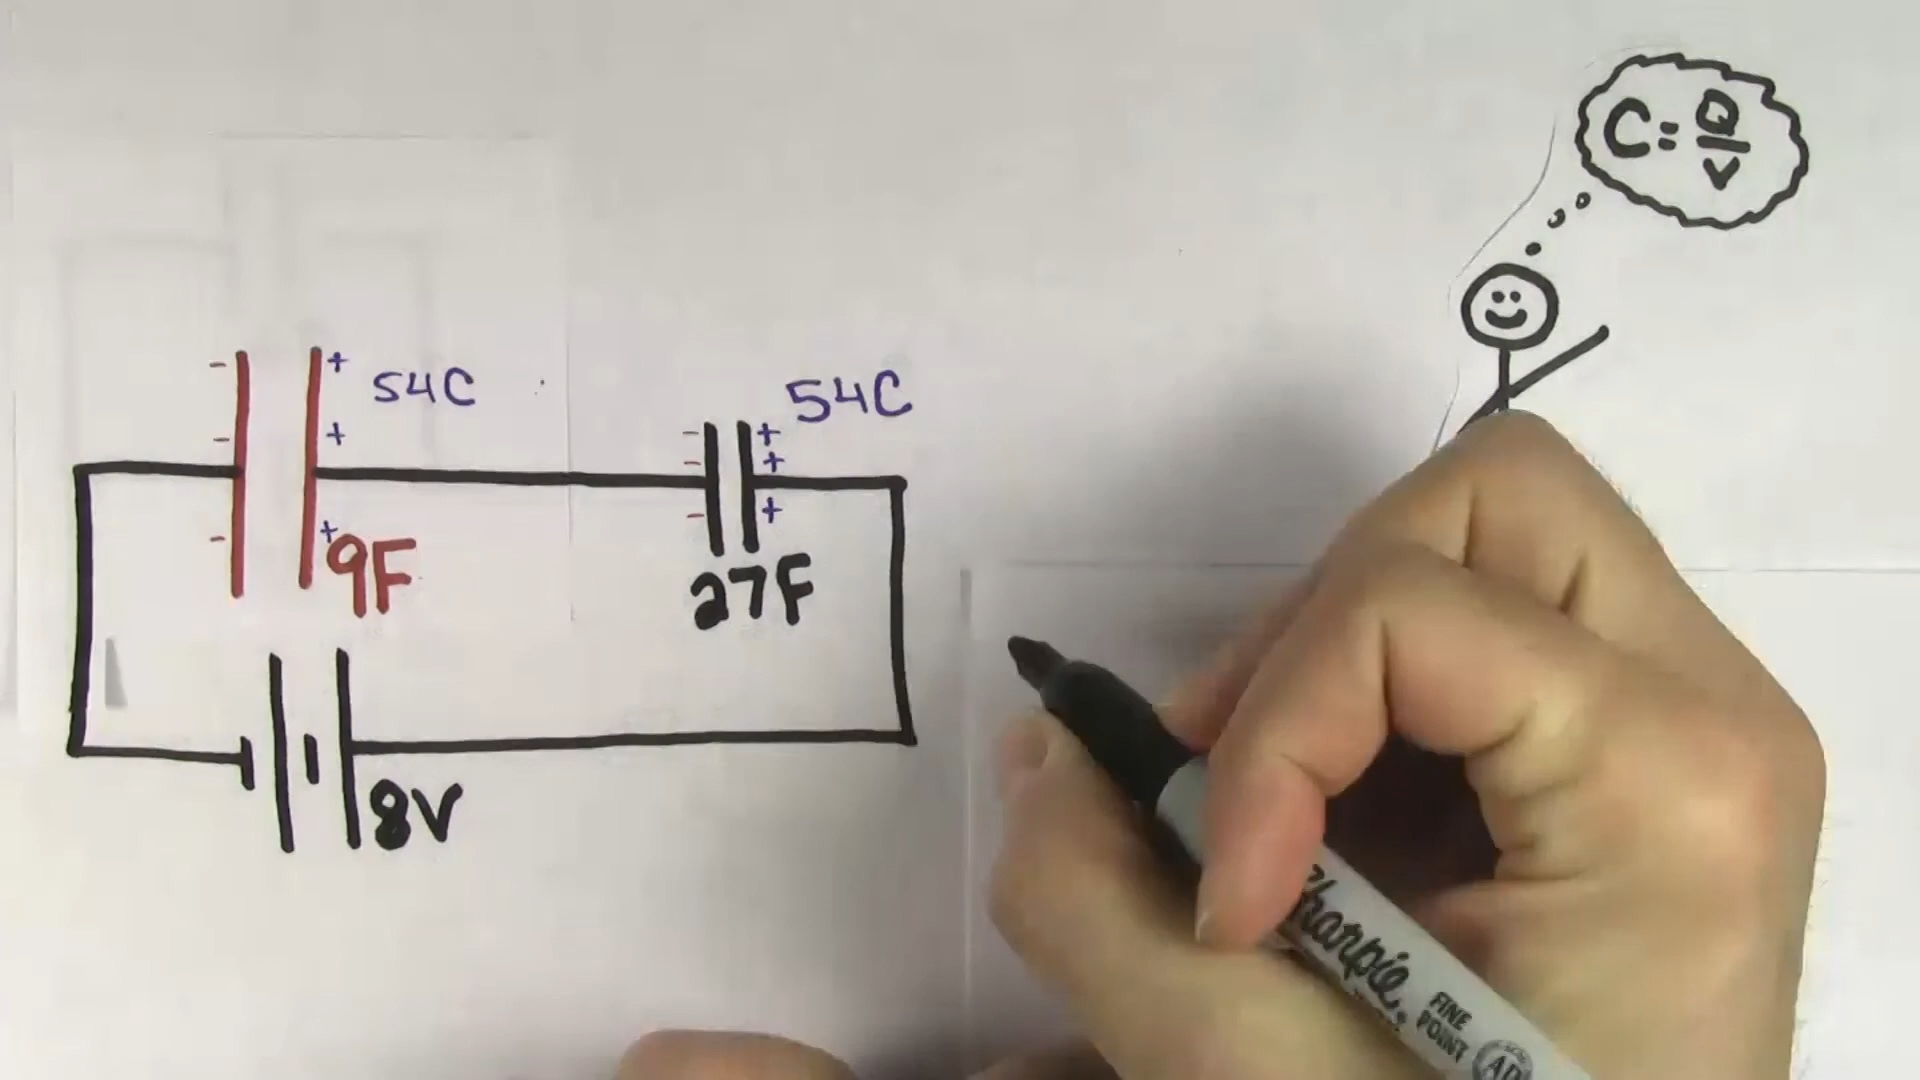 C = Q/V
54C
54C
9F
27F
8V
Sharpie
FINE
POINT